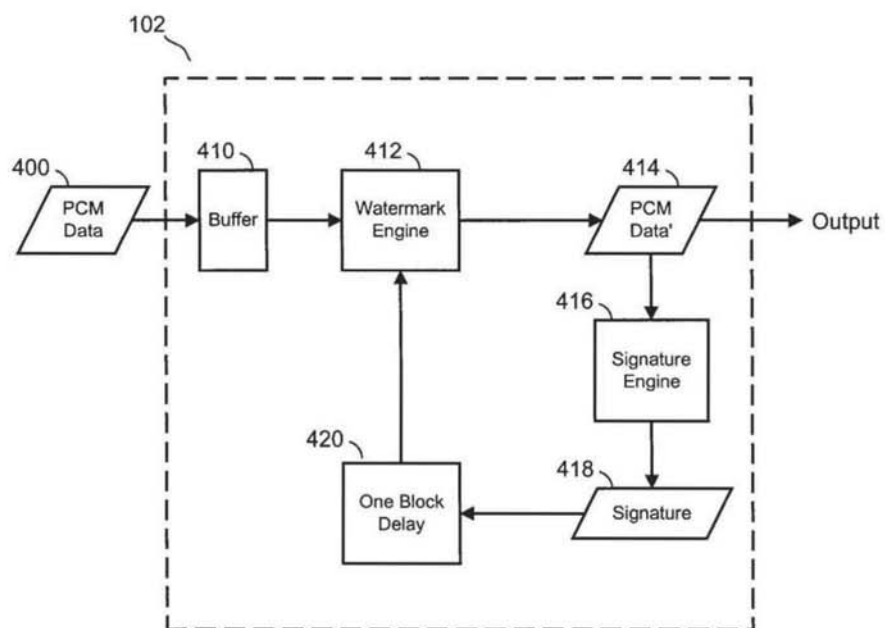 102
400
PCM
Data
410
Buffer
412
Watermark
Engine
414
PCM
Data'
Output
416
Signature
Engine
418
Signature
420
One Block
Delay